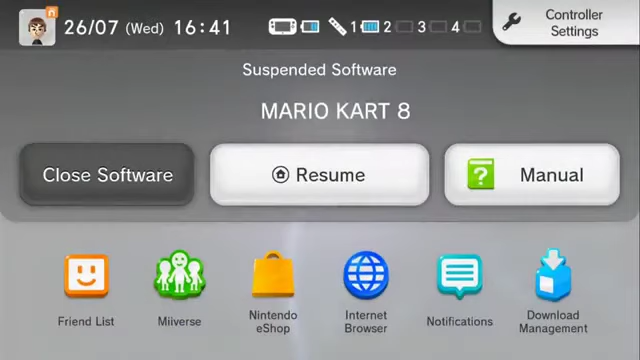 26/07 (Wed) 16:41
1 2 3 4
Controller
Settings
Suspended Software
MARIO KART 8
Close Software
Resume
? Manual
Friend List
Miiverse
Nintendo
eShop
Internet
Browser
Notifications
Download
Management